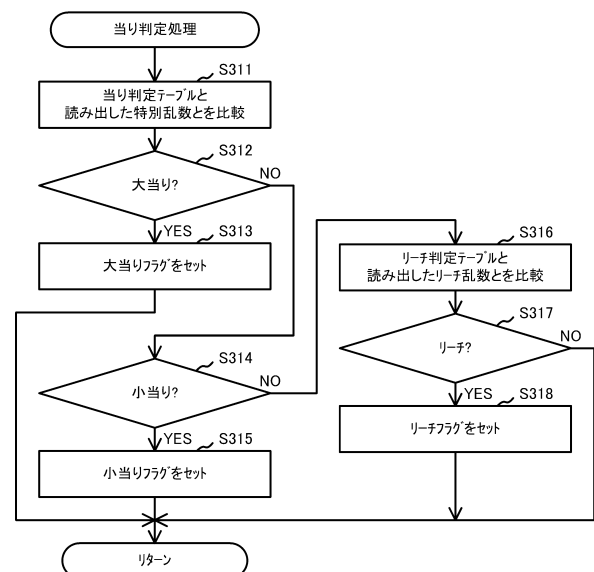 当り判定処理
S311
当り判定テーブルと
読み出した特別乱数とを比較
S312
大当り?
NO
YES
S313
大当りフラグをセット
S314
小当り?
NO
YES
S315
小当りフラグをセット
S316
リーチ判定テーブルと
読み出したリーチ乱数とを比較
S317
リーチ?
NO
YES
S318
リーチフラグをセット
リターン